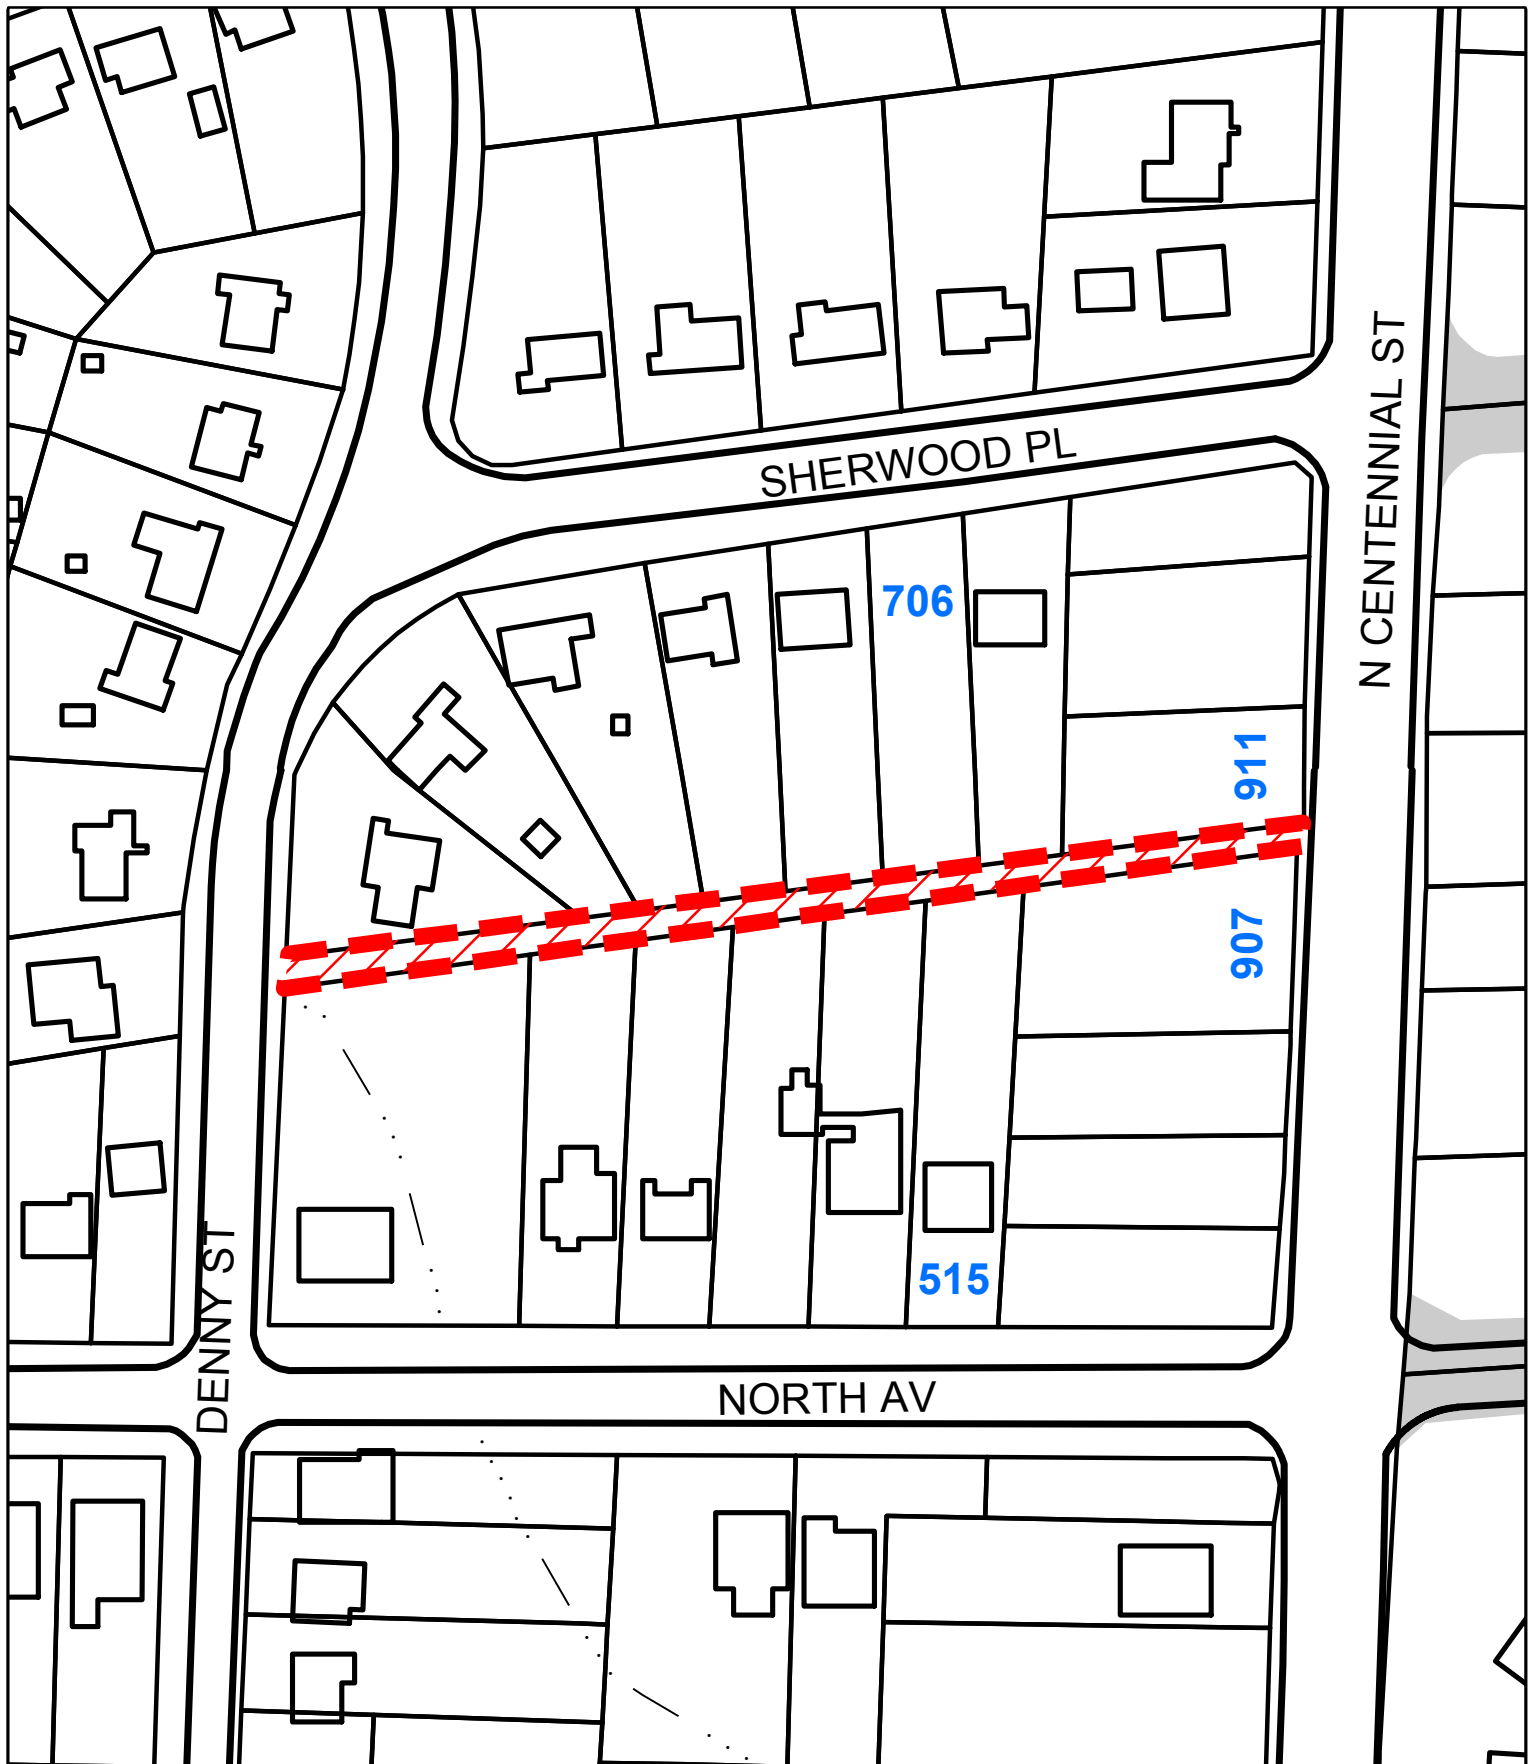 N CENTENNIAL ST
SHERWOOD PL
706
911
907
515
DENNY ST
NORTH AV